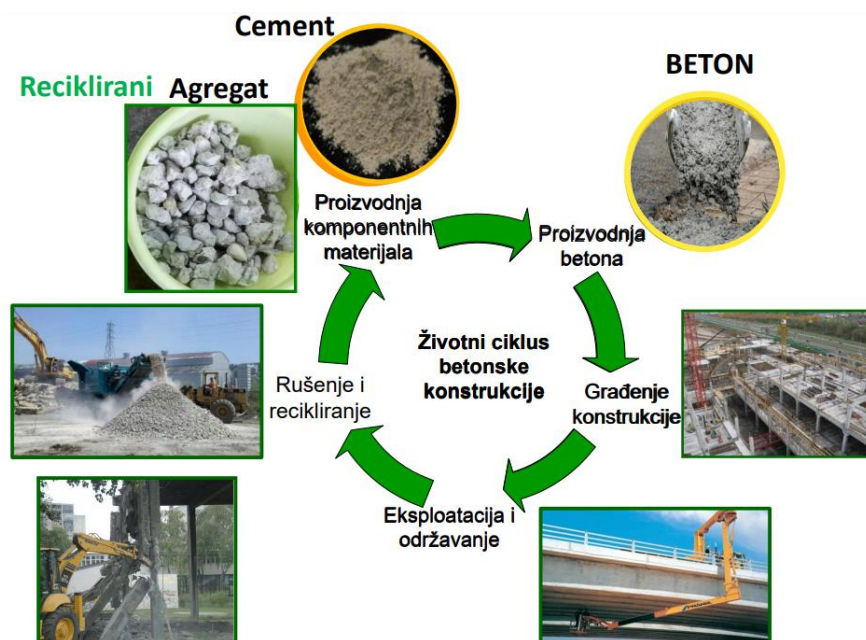 Cement
Reciklirani Agregat
BETON
Proizvodnja
komponentnih
materijala
Proizvodnja
betona
Životni ciklus
betonske
konstrukcije
Građenje
konstrukcije
Eksploatacija i
održavanje
Rušenje i
recikliranje